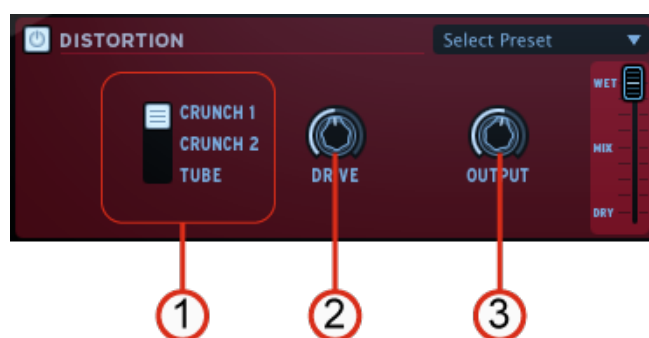 DISTORTION
Select Preset
WET
CRUNCH 1
CRUNCH 2
TUBE
MIX
DRIVE
OUTPUT
DRY
1
2
3